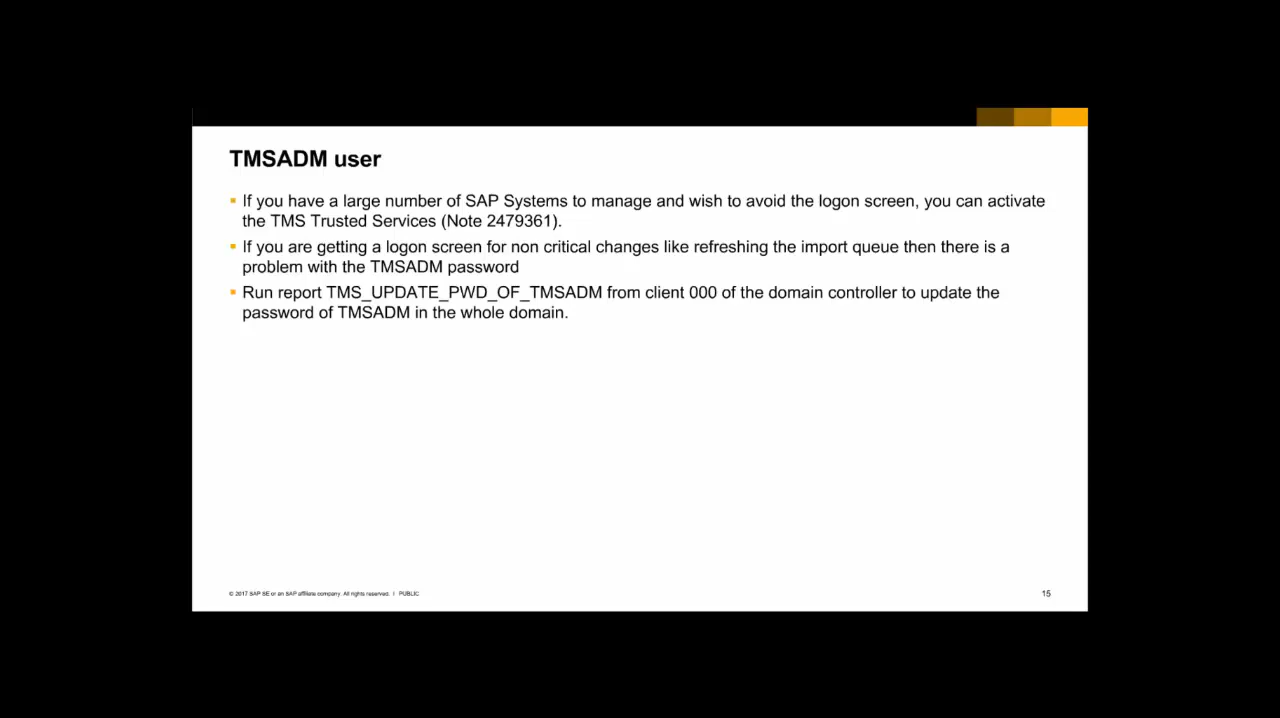 TMSADM user
If you have a large number of SAP Systems to manage and wish to avoid the logon screen, you can activate
the TMS Trusted Services (Note 2479361).
If you are getting a logon screen for non critical changes like refreshing the import queue then there is a
problem with the TMSADM password
Run report TMS_UPDATE_PWD_OF_TMSADM from client 000 of the domain controller to update the
password of TMSADM in the whole domain.
© 2017 SAP SE or an SAP affiliate company. All rights reserved. I PUBLIC
15